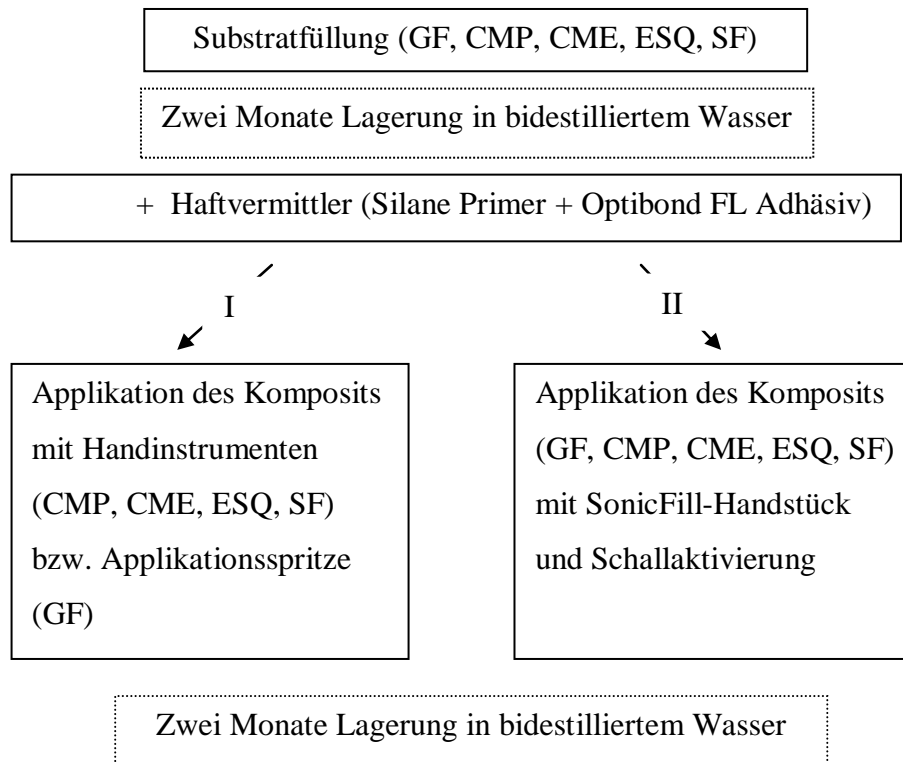 Substratfüllung (GF, CMP, CME, ESQ, SF)
Zwei Monate Lagerung in bidestilliertem Wasser
+ Haftvermittler (Silane Primer + Optibond FL Adhäsiv)
I
II
Applikation des Komposits
mit Handinstrumenten
(CMP, CME, ESQ, SF)
bzw. Applikationsspritze
(GF)
Applikation des Komposits
(GF, CMP, CME, ESQ, SF)
mit SonicFill-Handstück
und Schallaktivierung
Zwei Monate Lagerung in bidestilliertem Wasser